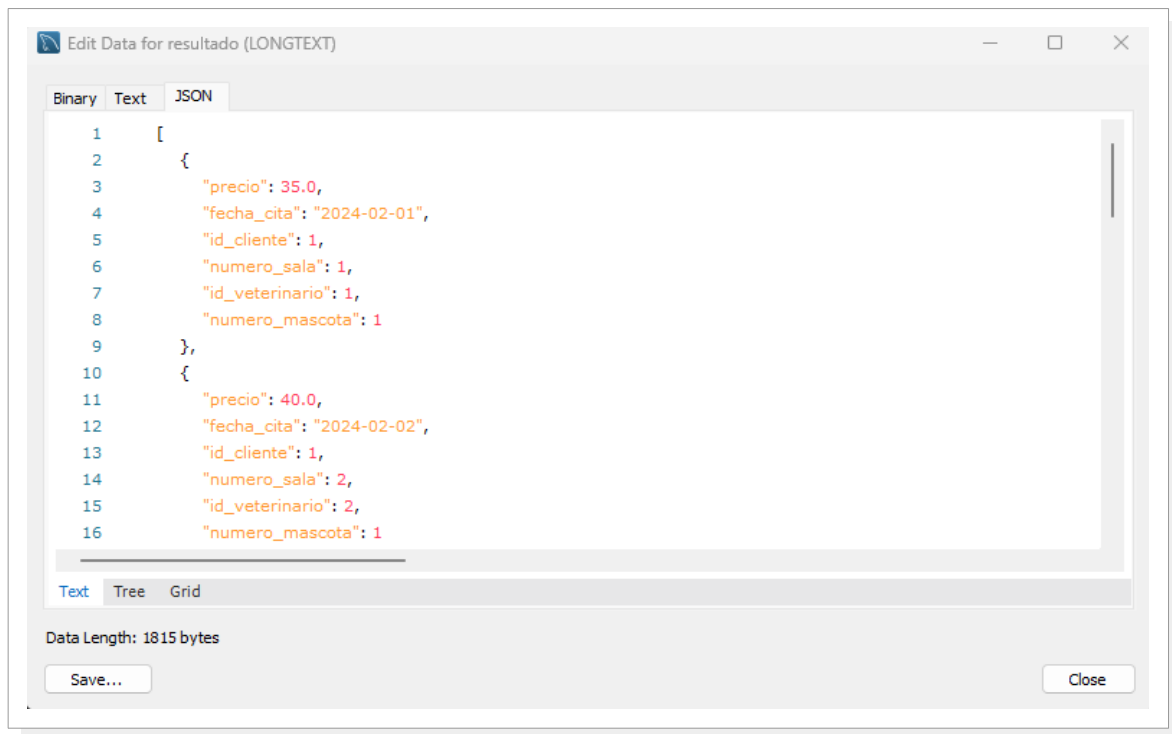 Edit Data for resultado (LONGTEXT)
Binary Text JSON
1 [
2 {
3 "precio": 35.0,
4 "fecha_cita": "2024-02-01",
5 "id_cliente": 1,
6 "numero_sala": 1,
7 "id_veterinario": 1,
8 "numero_mascota": 1
9 },
10 {
11 "precio": 40.0,
12 "fecha_cita": "2024-02-02",
13 "id_cliente": 1,
14 "numero_sala": 2,
15 "id_veterinario": 2,
16 "numero_mascota": 1
Text Tree Grid
Data Length: 1815 bytes
Save... Close